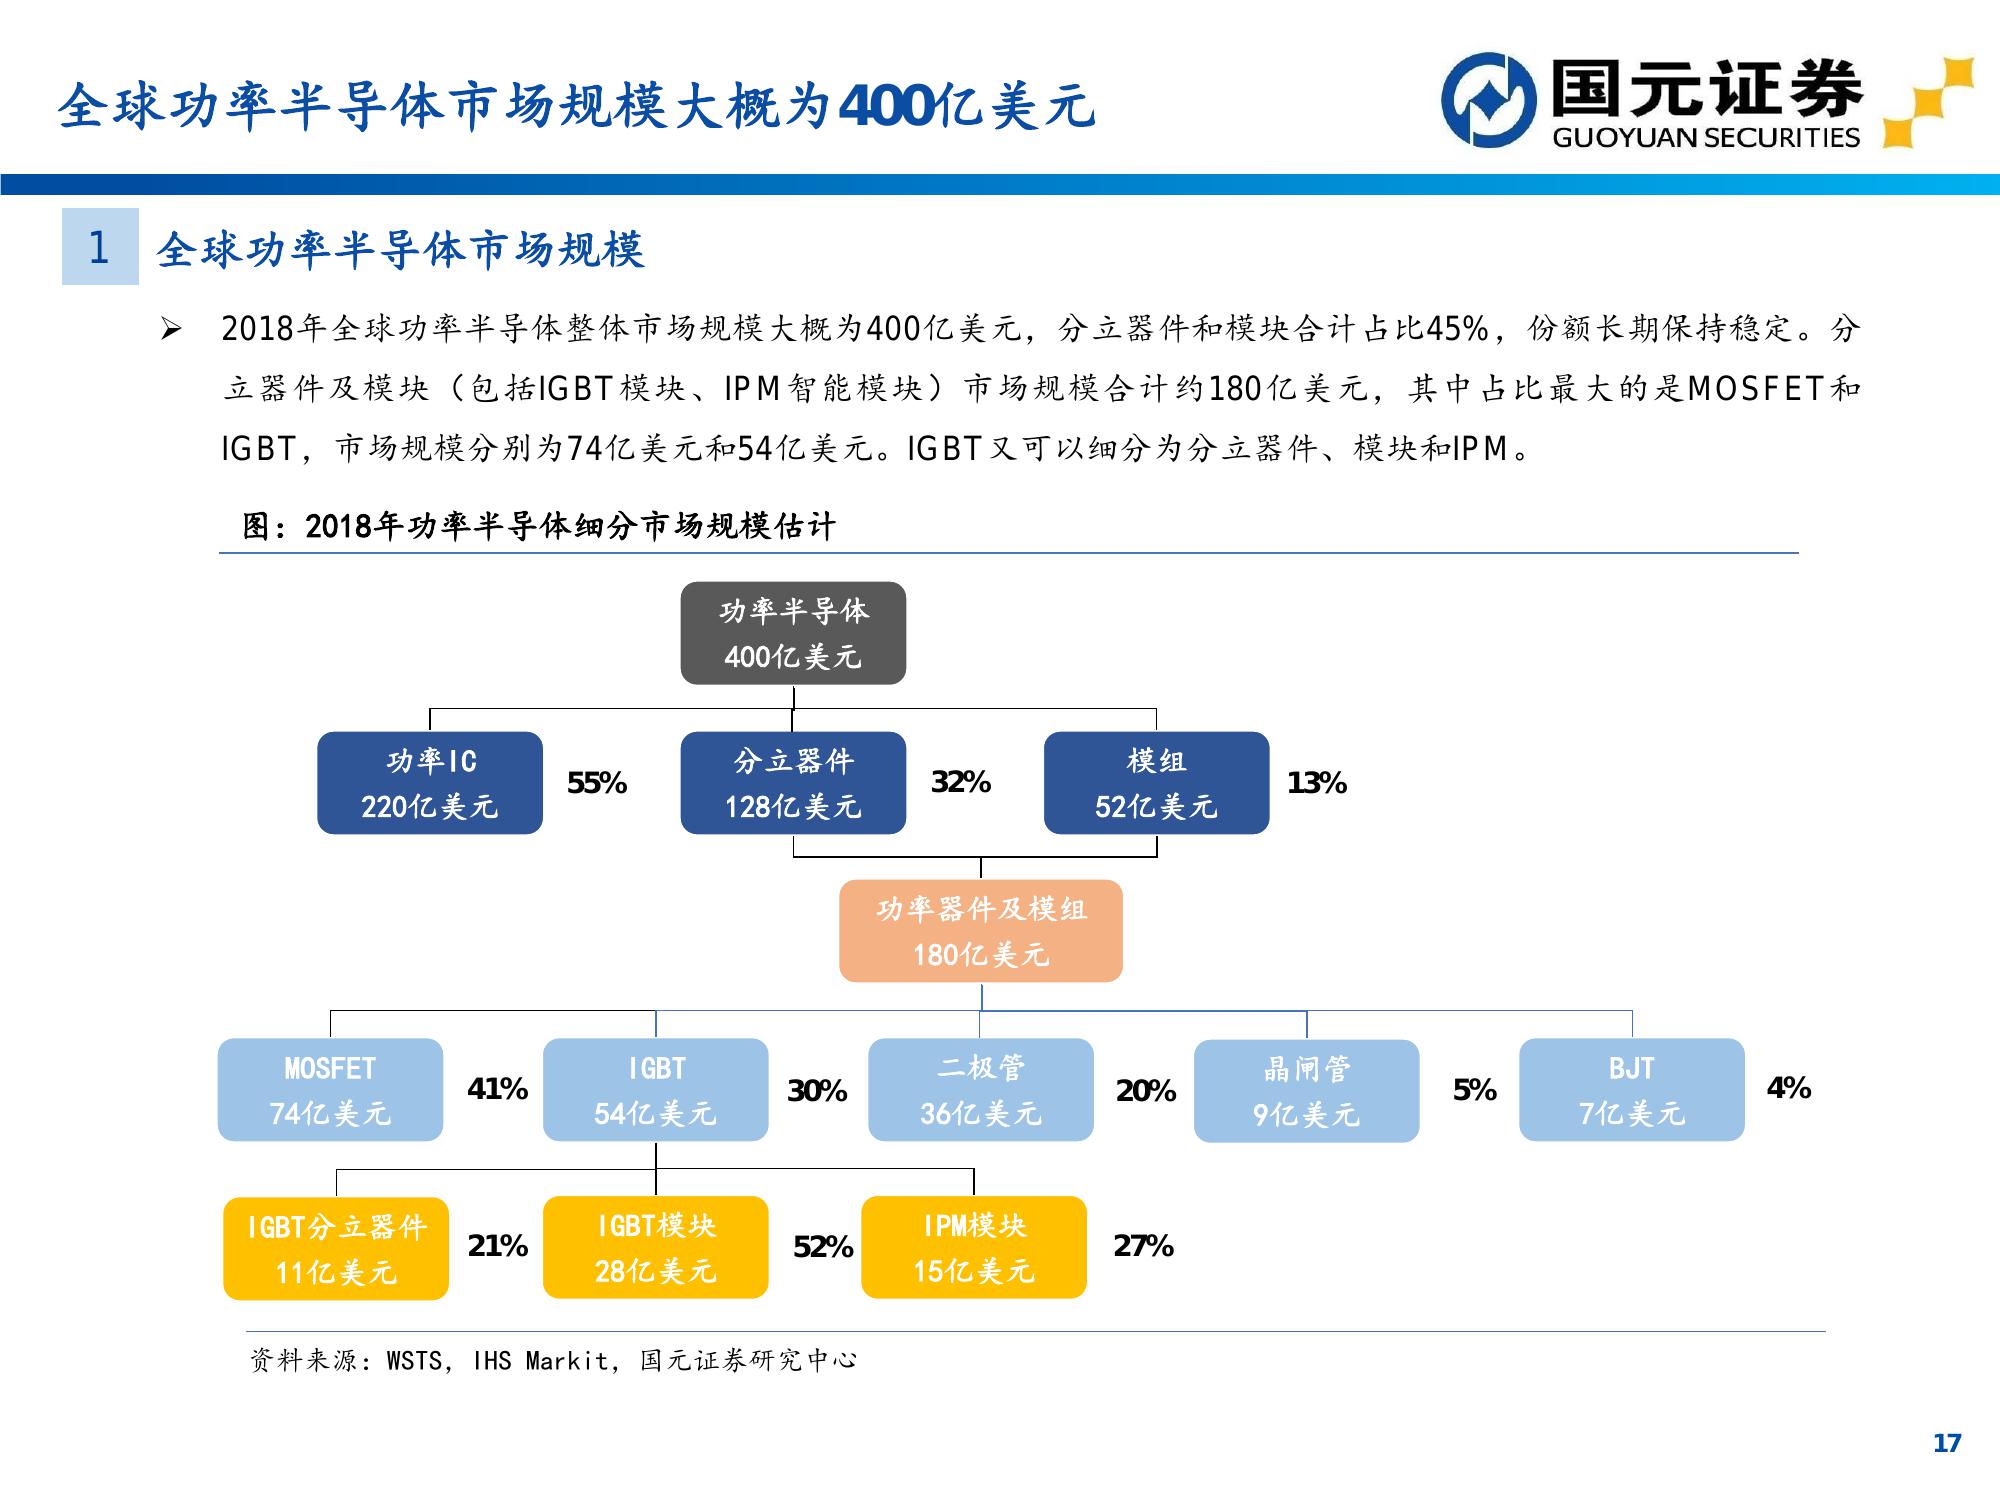 全球功率半导体市场规模大概为400亿美元
国元证券
GUOYUAN SECURITIES
1 全球功率半导体市场规模
2018年全球功率半导体整体市场规模大概为400亿美元，分立器件和模块合计占比45%，份额长期保持稳定。分
立器件及模块（包括IGBT模块、IPM智能模块）市场规模合计约180亿美元，其中占比最大的是MOSFET和
IGBT，市场规模分别为74亿美元和54亿美元。IGBT又可以细分为分立器件、模块和IPM。
图：2018年功率半导体细分市场规模估计
功率半导体
400亿美元
功率IC
220亿美元
55%
分立器件
128亿美元
32%
模组
52亿美元
13%
功率器件及模组
180亿美元
MOSFET
74亿美元
41%
IGBT
54亿美元
30%
二极管
36亿美元
20%
晶闸管
9亿美元
5%
BJT
7亿美元
4%
IGBT分立器件
11亿美元
21%
IGBT模块
28亿美元
52%
IPM模块
15亿美元
27%
资料来源：WSTS, IHS Markit, 国元证券研究中心
17